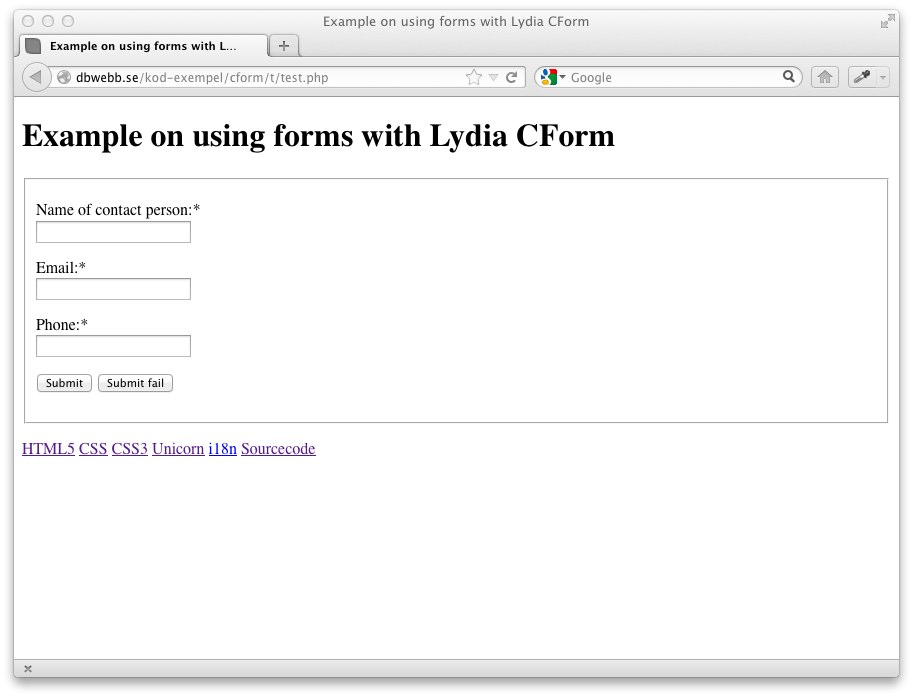 Example on using forms with Lydia CForm
Example on using forms with L...
dbwebb.se/kod-exempel/cform/t/test.php
Google
Example on using forms with Lydia CForm
Name of contact person:*
Email:*
Phone:*
Submit Submit fail
HTML5 CSS CSS3 Unicorn i18n Sourcecode